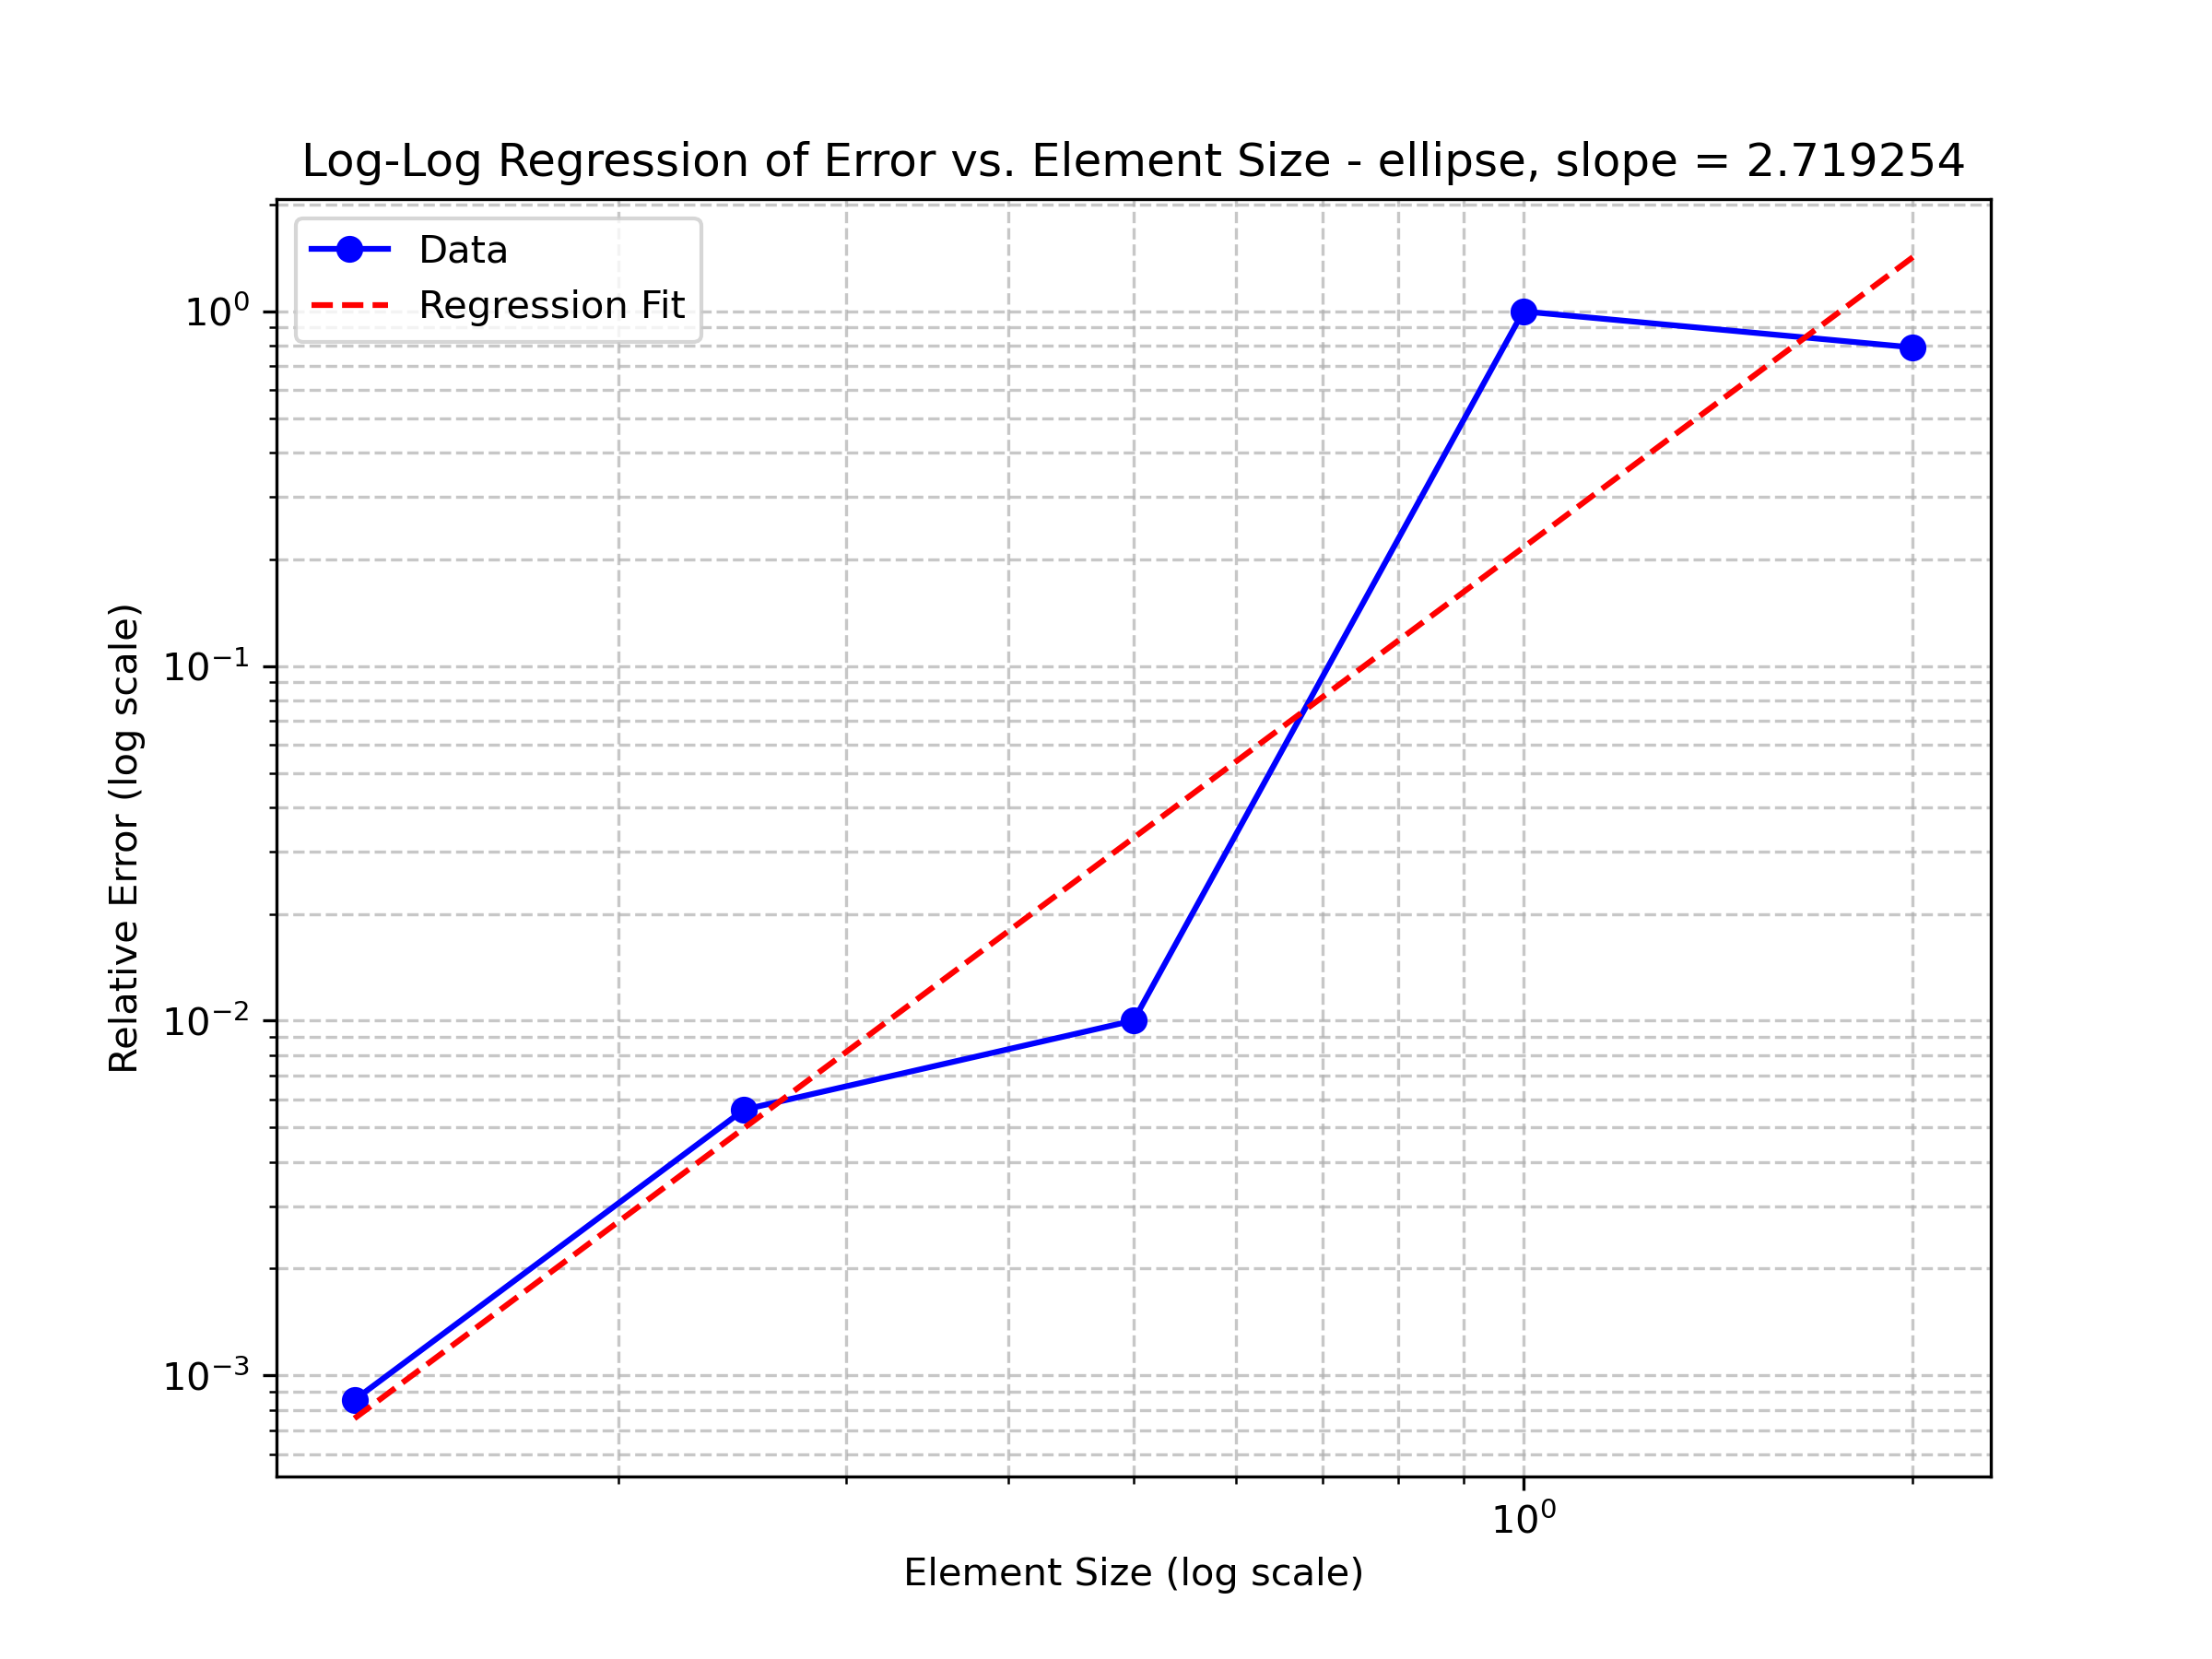 Log-Log Regression of Error vs. Element Size - ellipse, slope = 2.719254
Data
Regression Fit
10⁰
10⁻¹
10⁻²
10⁻³
Relative Error (log scale)
10⁰
Element Size (log scale)